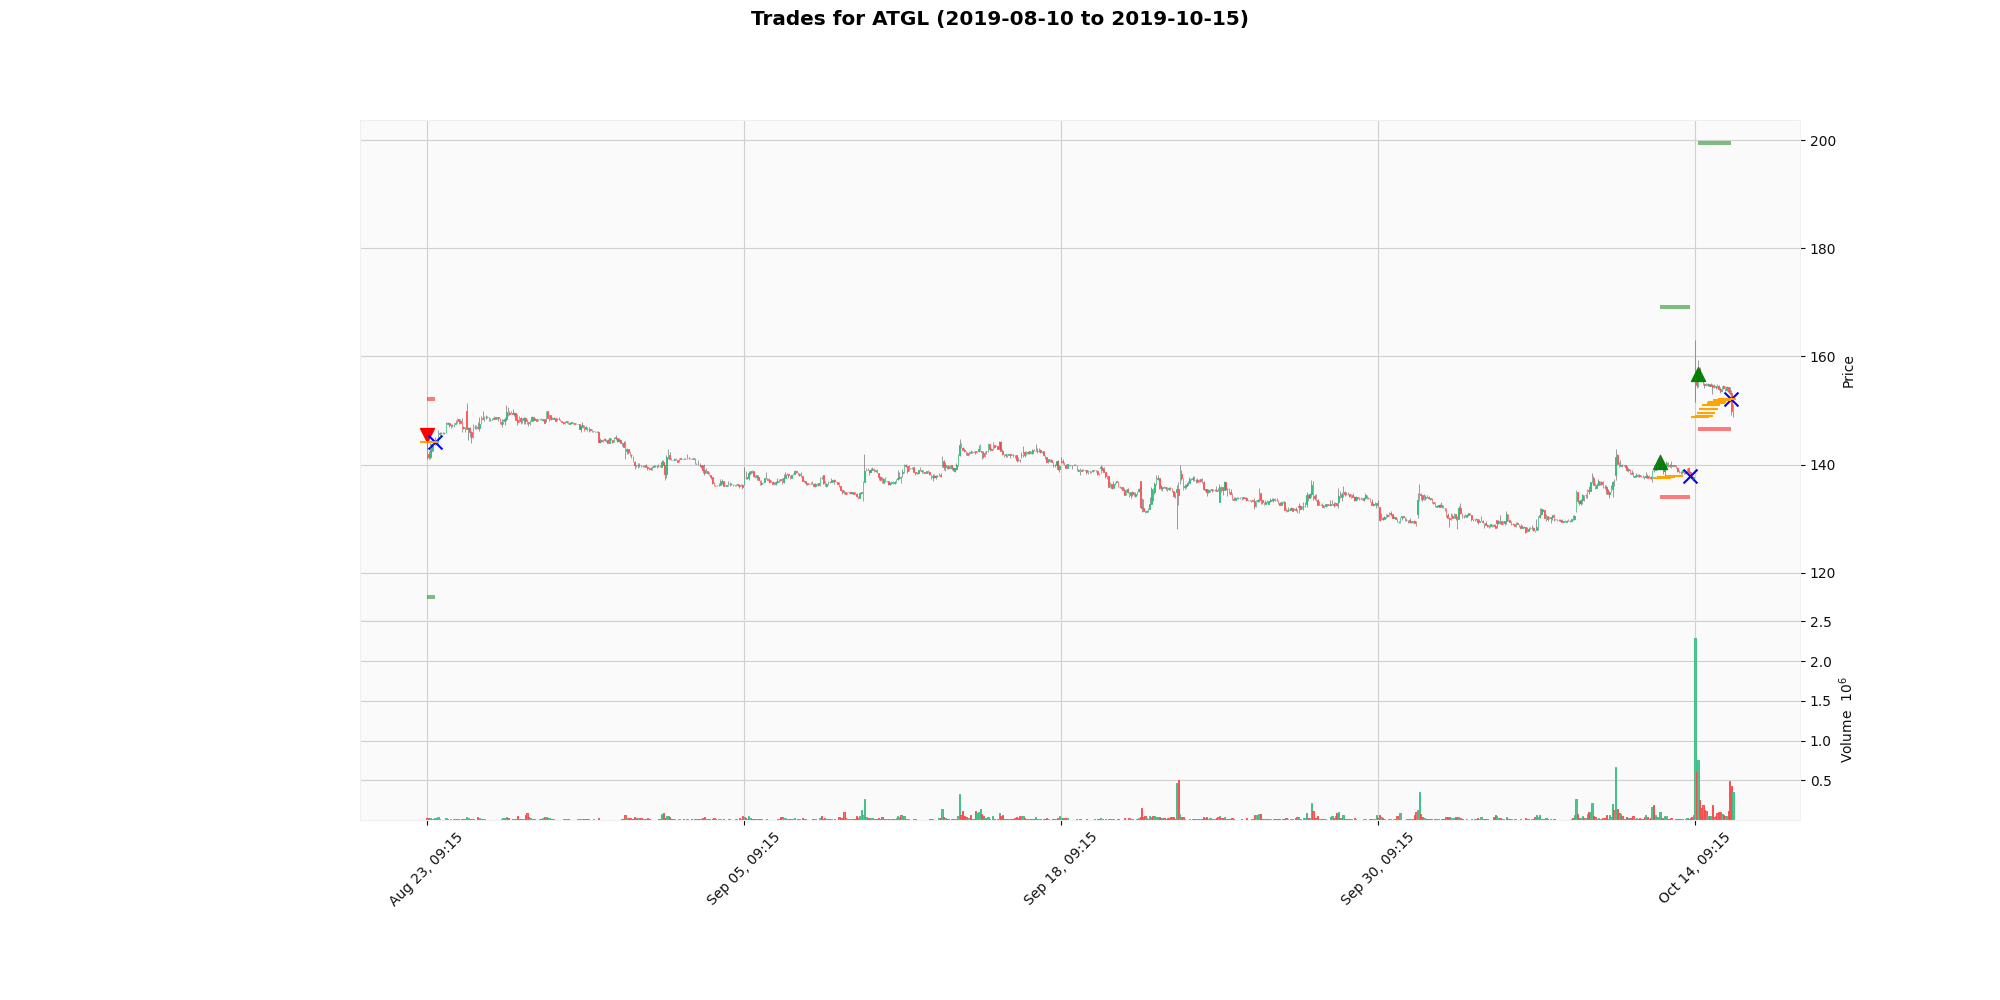 Trades for ATGL (2019-08-10 to 2019-10-15)
200
180
160
140
120
Price
2.5
2.0
1.5
1.0
0.5
Volume 10^6
Aug 23, 09:15
Sep 05, 09:15
Sep 18, 09:15
Sep 30, 09:15
Oct 14, 09:15